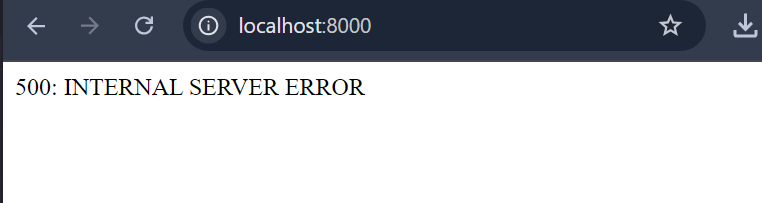 localhost:8000
500: INTERNAL SERVER ERROR